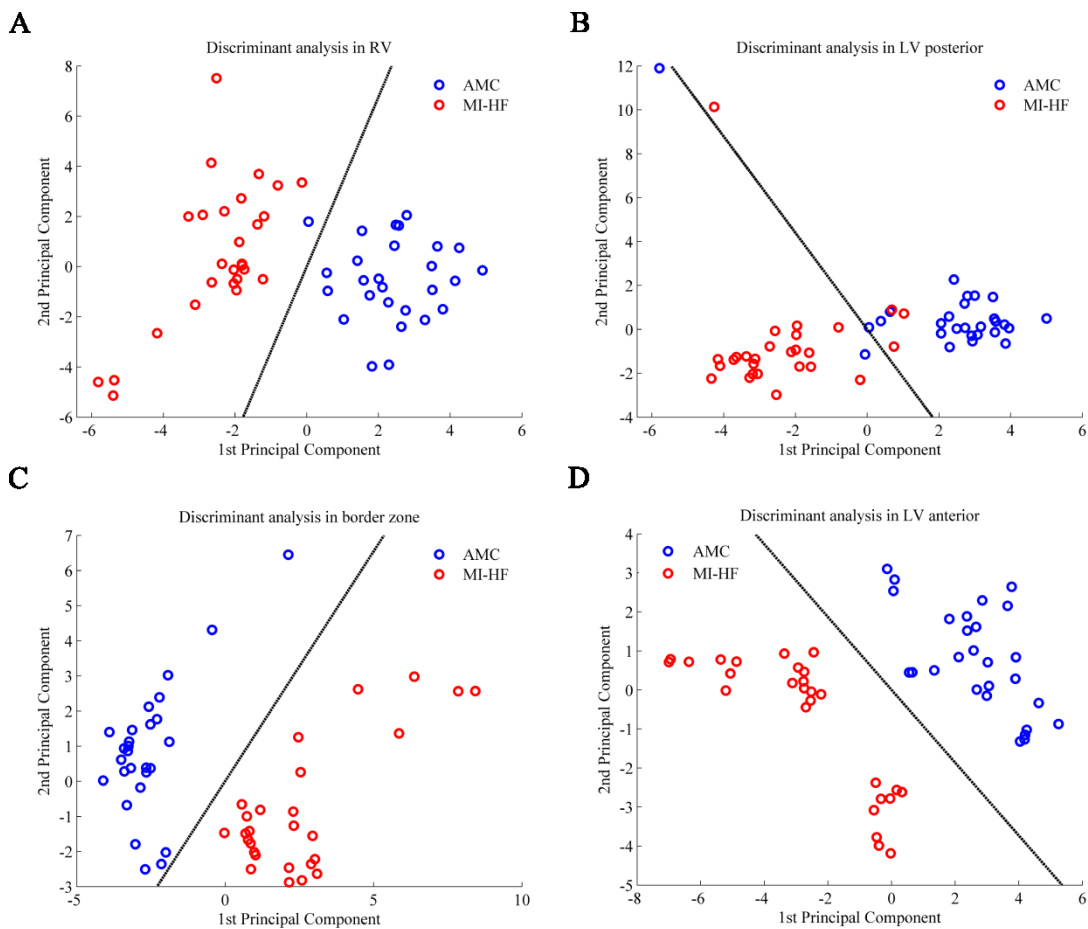 A
Discriminant analysis in RV
8
6
4
2
0
-2
-4
-6
-6
-4
-2
0
2
4
6
2nd Principal Component
1st Principal Component
AMC
MI-HF
B
Discriminant analysis in LV posterior
12
10
8
6
4
2
0
-2
-4
-6
-4
-2
0
2
4
6
2nd Principal Component
1st Principal Component
AMC
MI-HF
C
Discriminant analysis in border zone
7
6
5
4
3
2
1
0
-1
-2
-3
-5
0
5
10
2nd Principal Component
1st Principal Component
AMC
MI-HF
D
Discriminant analysis in LV anterior
4
3
2
1
0
-1
-2
-3
-4
-5
-8
-6
-4
-2
0
2
4
6
2nd Principal Component
1st Principal Component
AMC
MI-HF